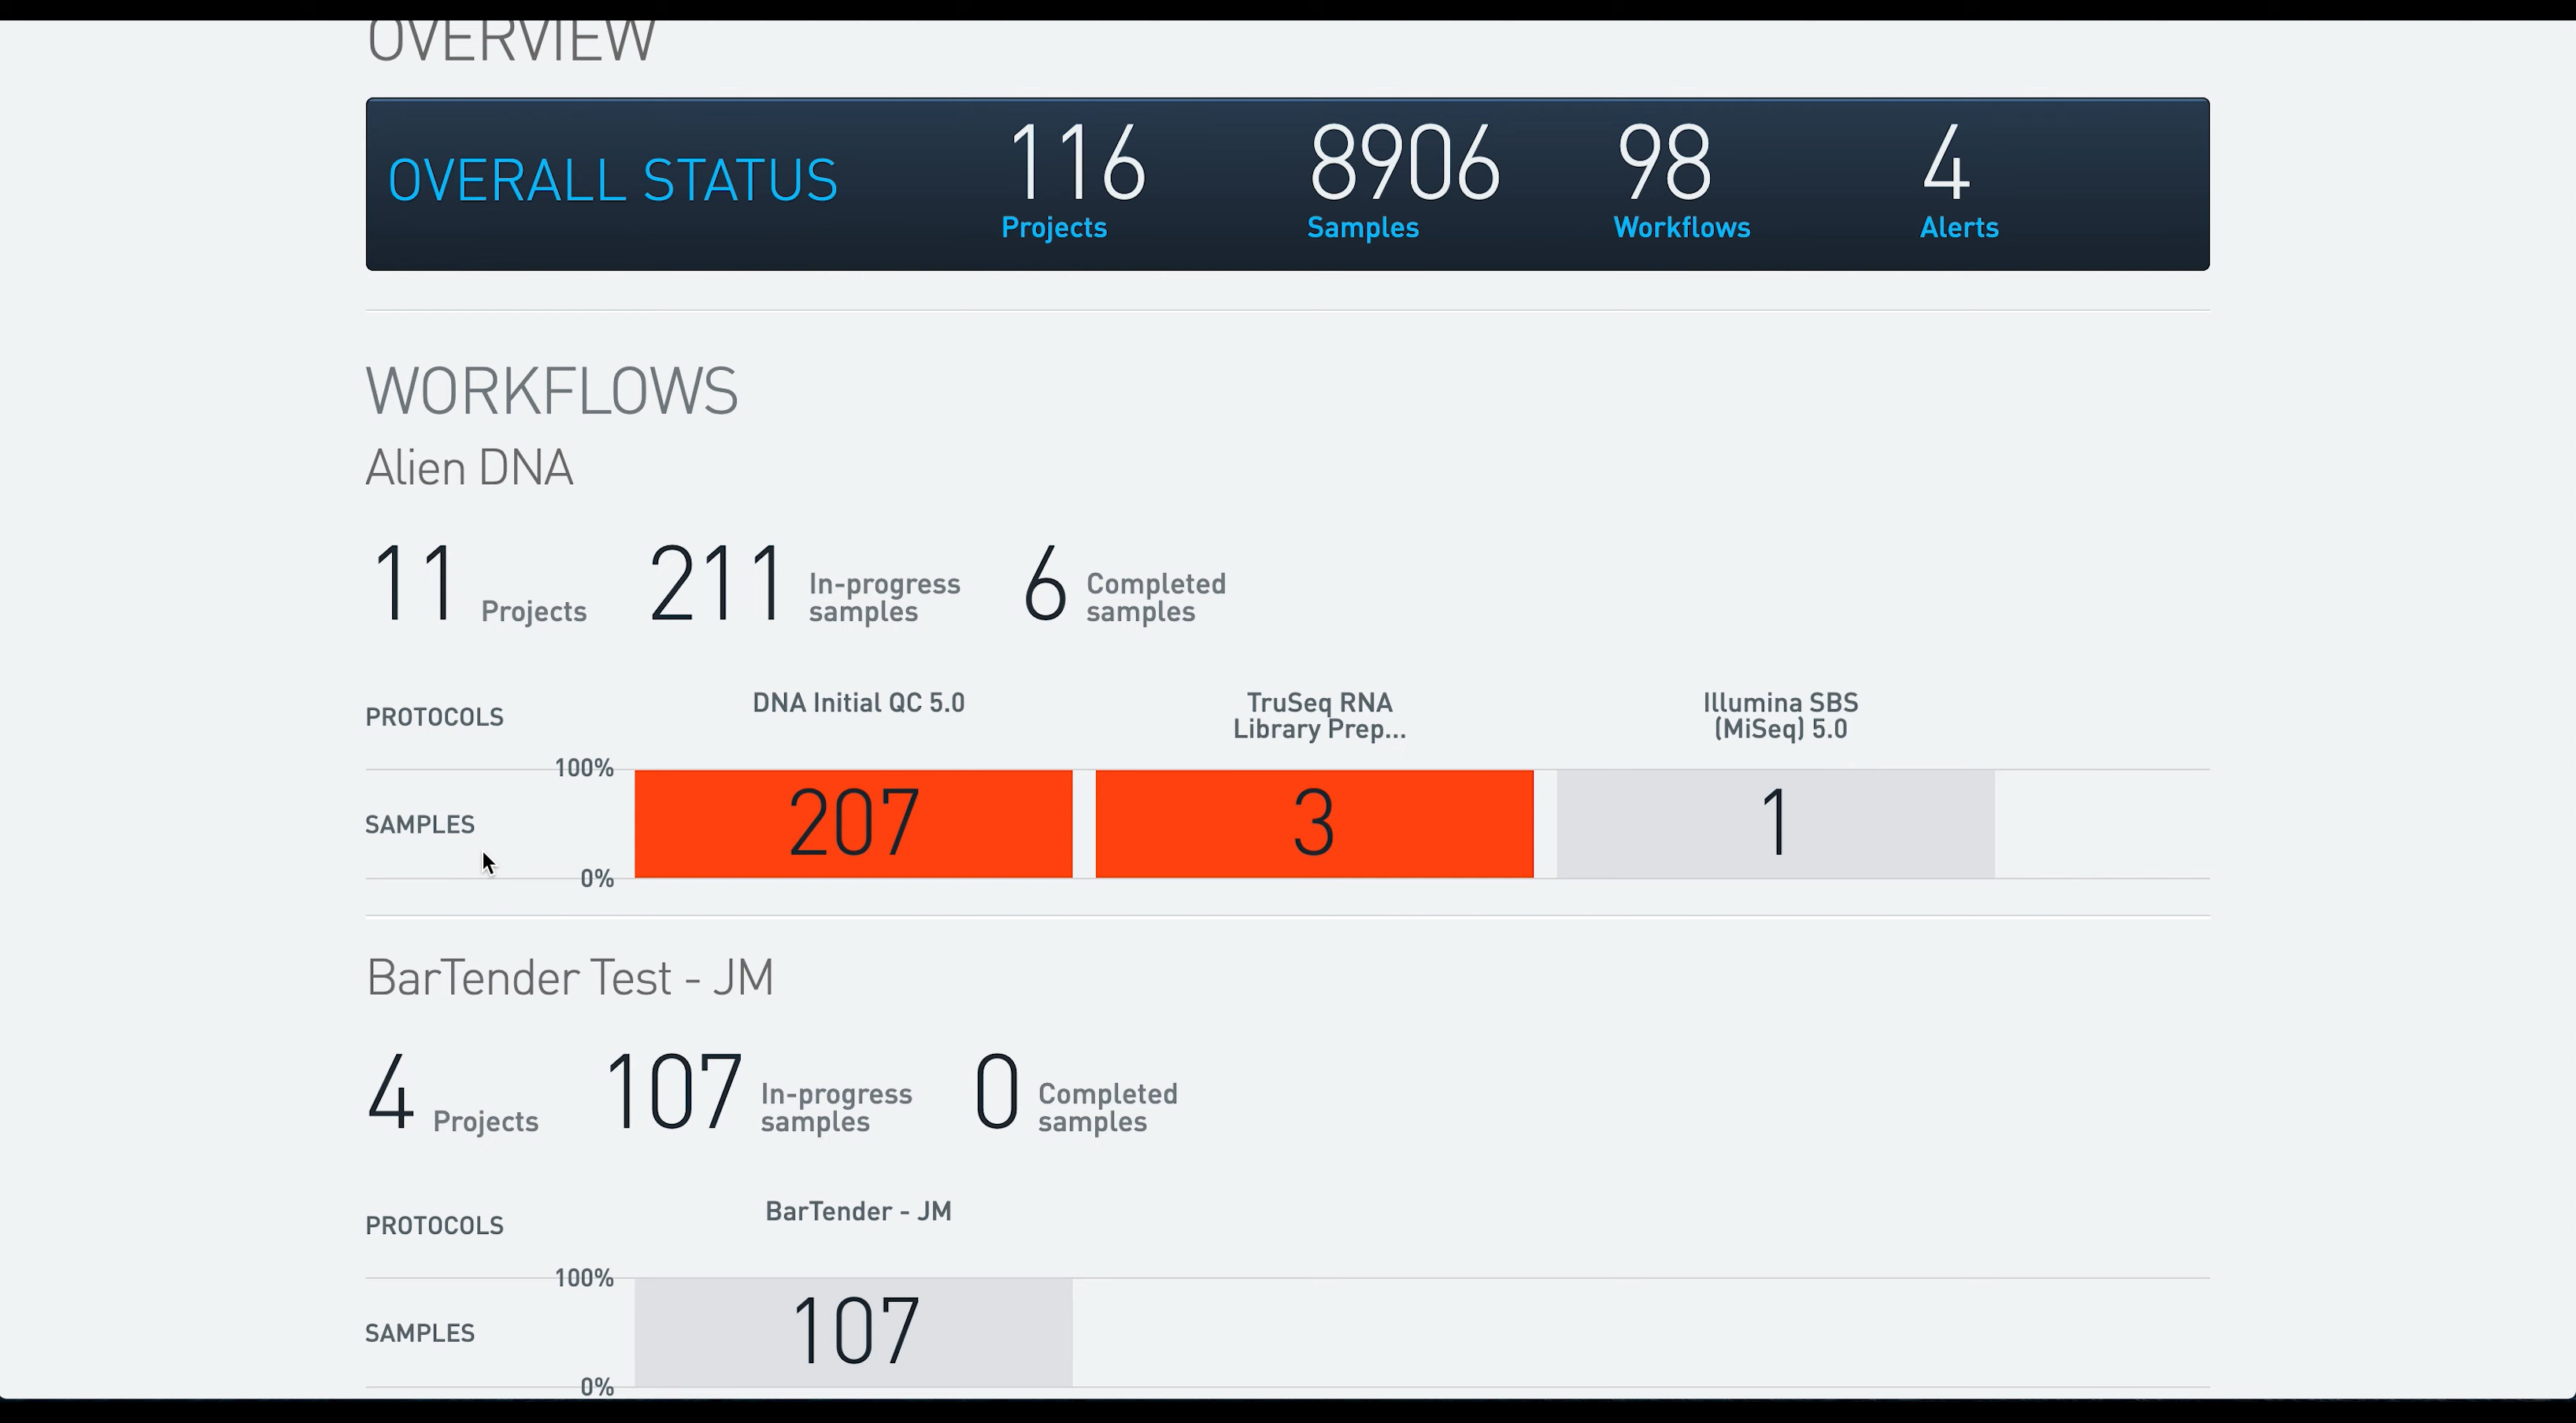 OVERVIEW
OVERALL STATUS
116
Projects
8906
Samples
98
Workflows
4
Alerts
WORKFLOWS
Alien DNA
11 Projects
211 In-progress
samples
6 Completed
samples
PROTOCOLS
DNA Initial QC 5.0
TruSeq RNA
Library Prep...
Illumina SBS
(MiSeq) 5.0
100%
SAMPLES
207
3
1
0%
BarTender Test - JM
4 Projects
107 In-progress
samples
0 Completed
samples
PROTOCOLS
BarTender - JM
100%
SAMPLES
107
0%